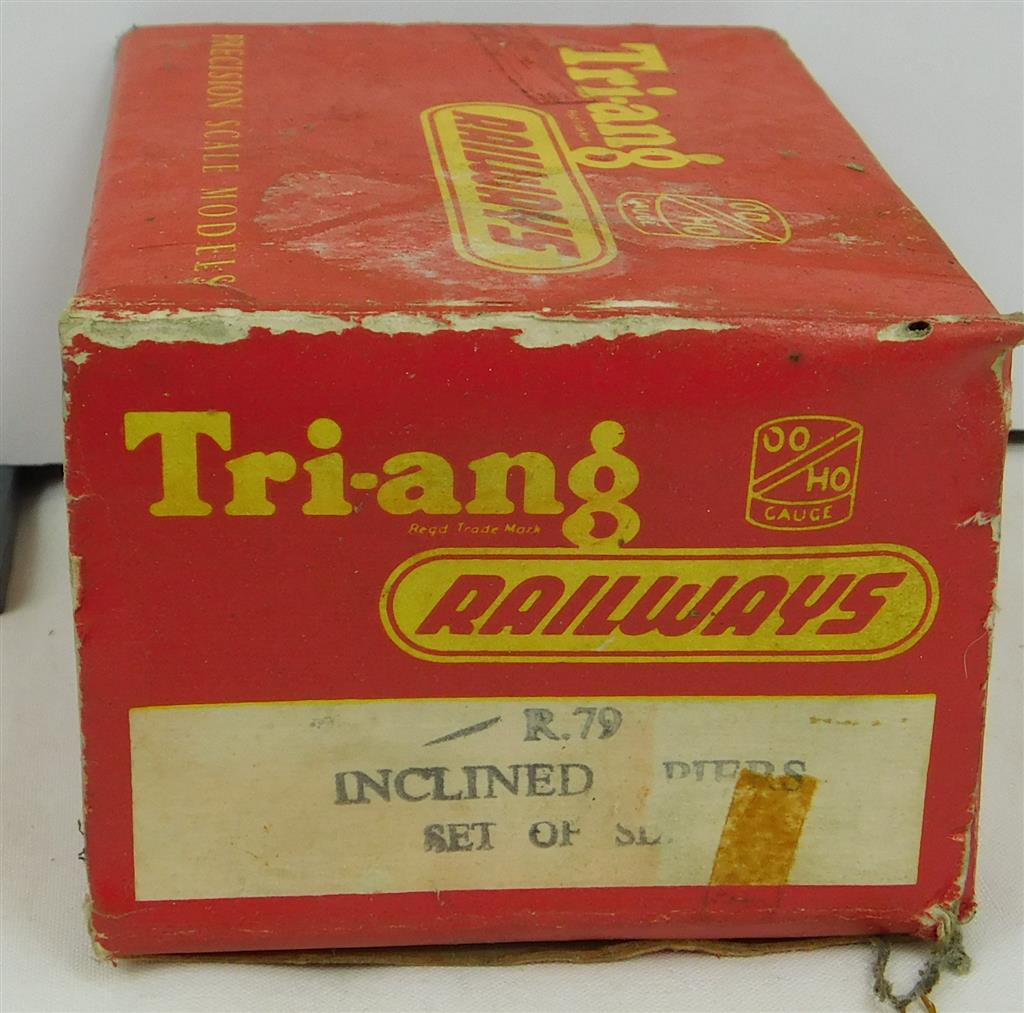 PRECISION SCALE MODELS
Tri-ang
RAILWAYS
OO
HO
GAUGE
Tri-ang
Regd Trade Mark
OO
HO
GAUGE
RAILWAYS
R.79
INCLINED PIERS
SET OF